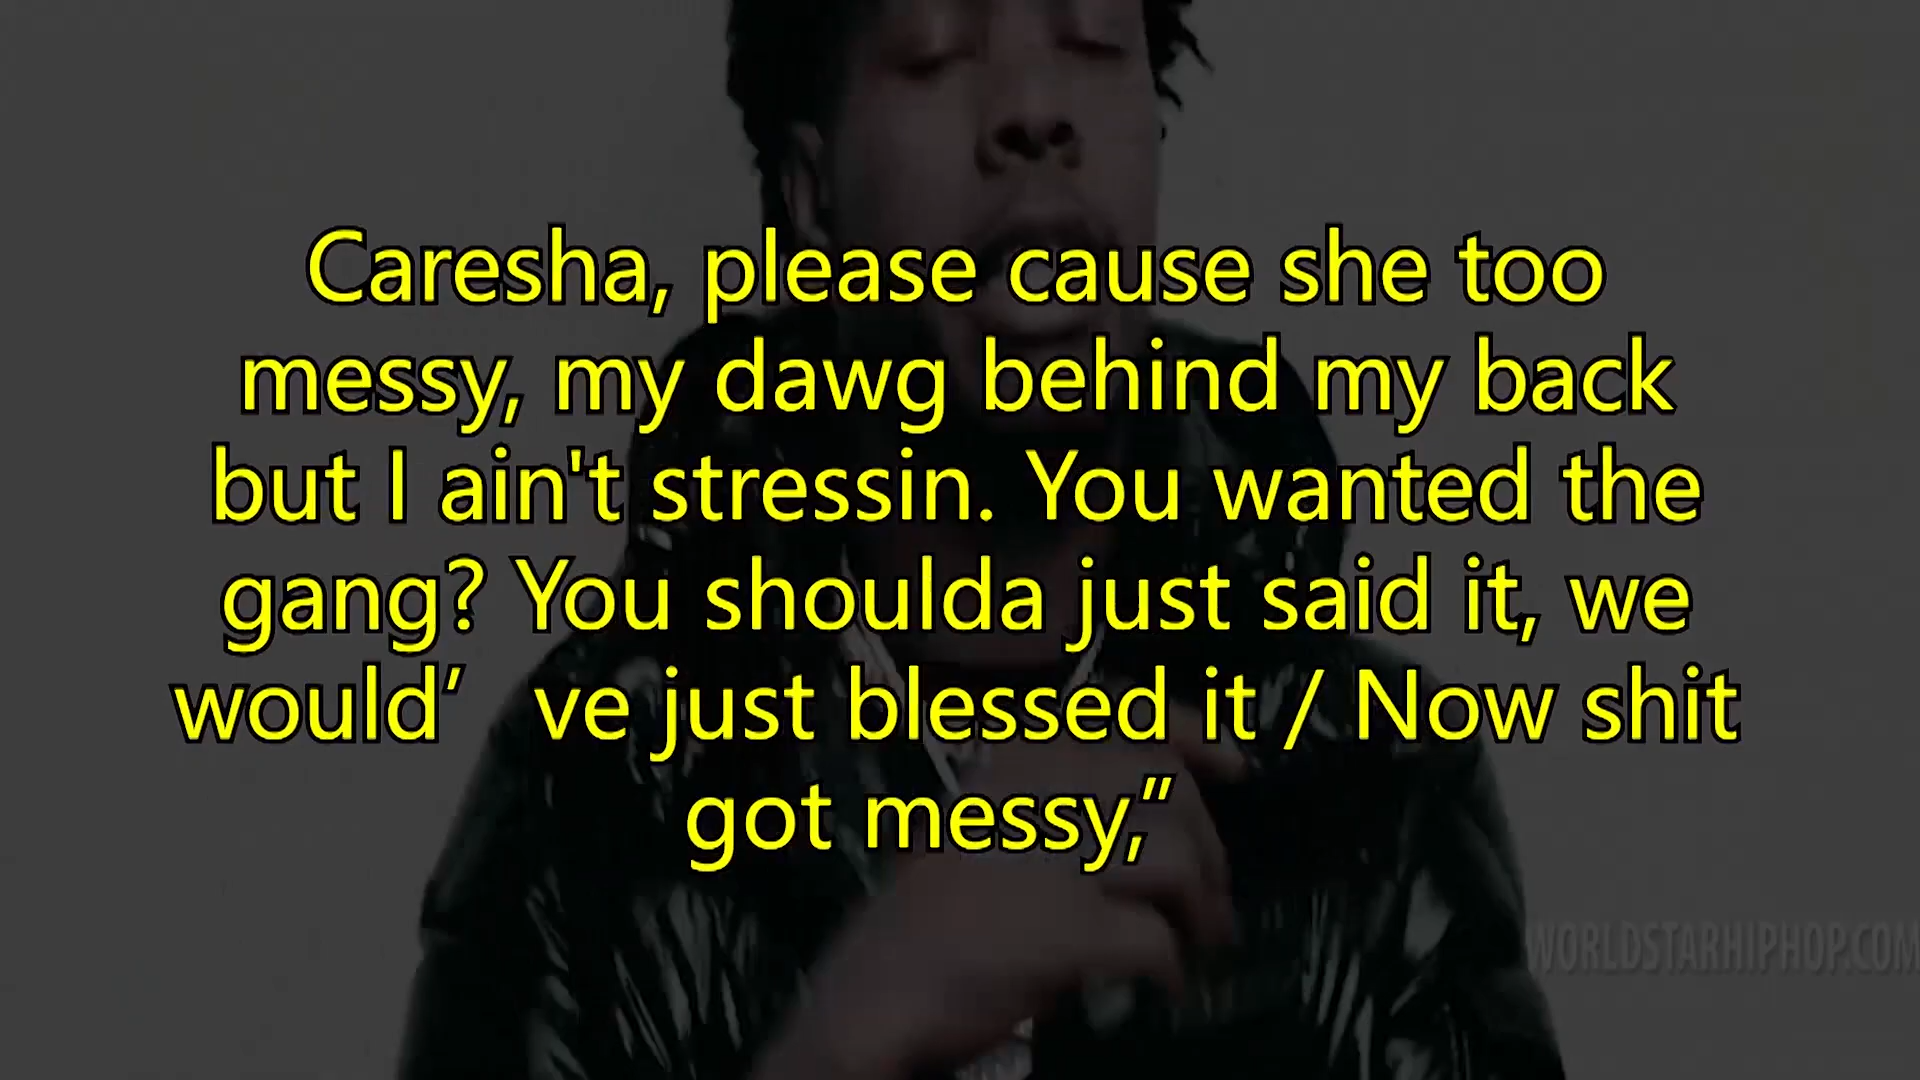 Caresha, please cause she too
messy, my dawg behind my back
but I ain't stressin. You wanted the
gang? You shoulda just said it, we
would’ ve just blessed it / Now shit
got messy,”
WORLDSTARHIPHOP.COM